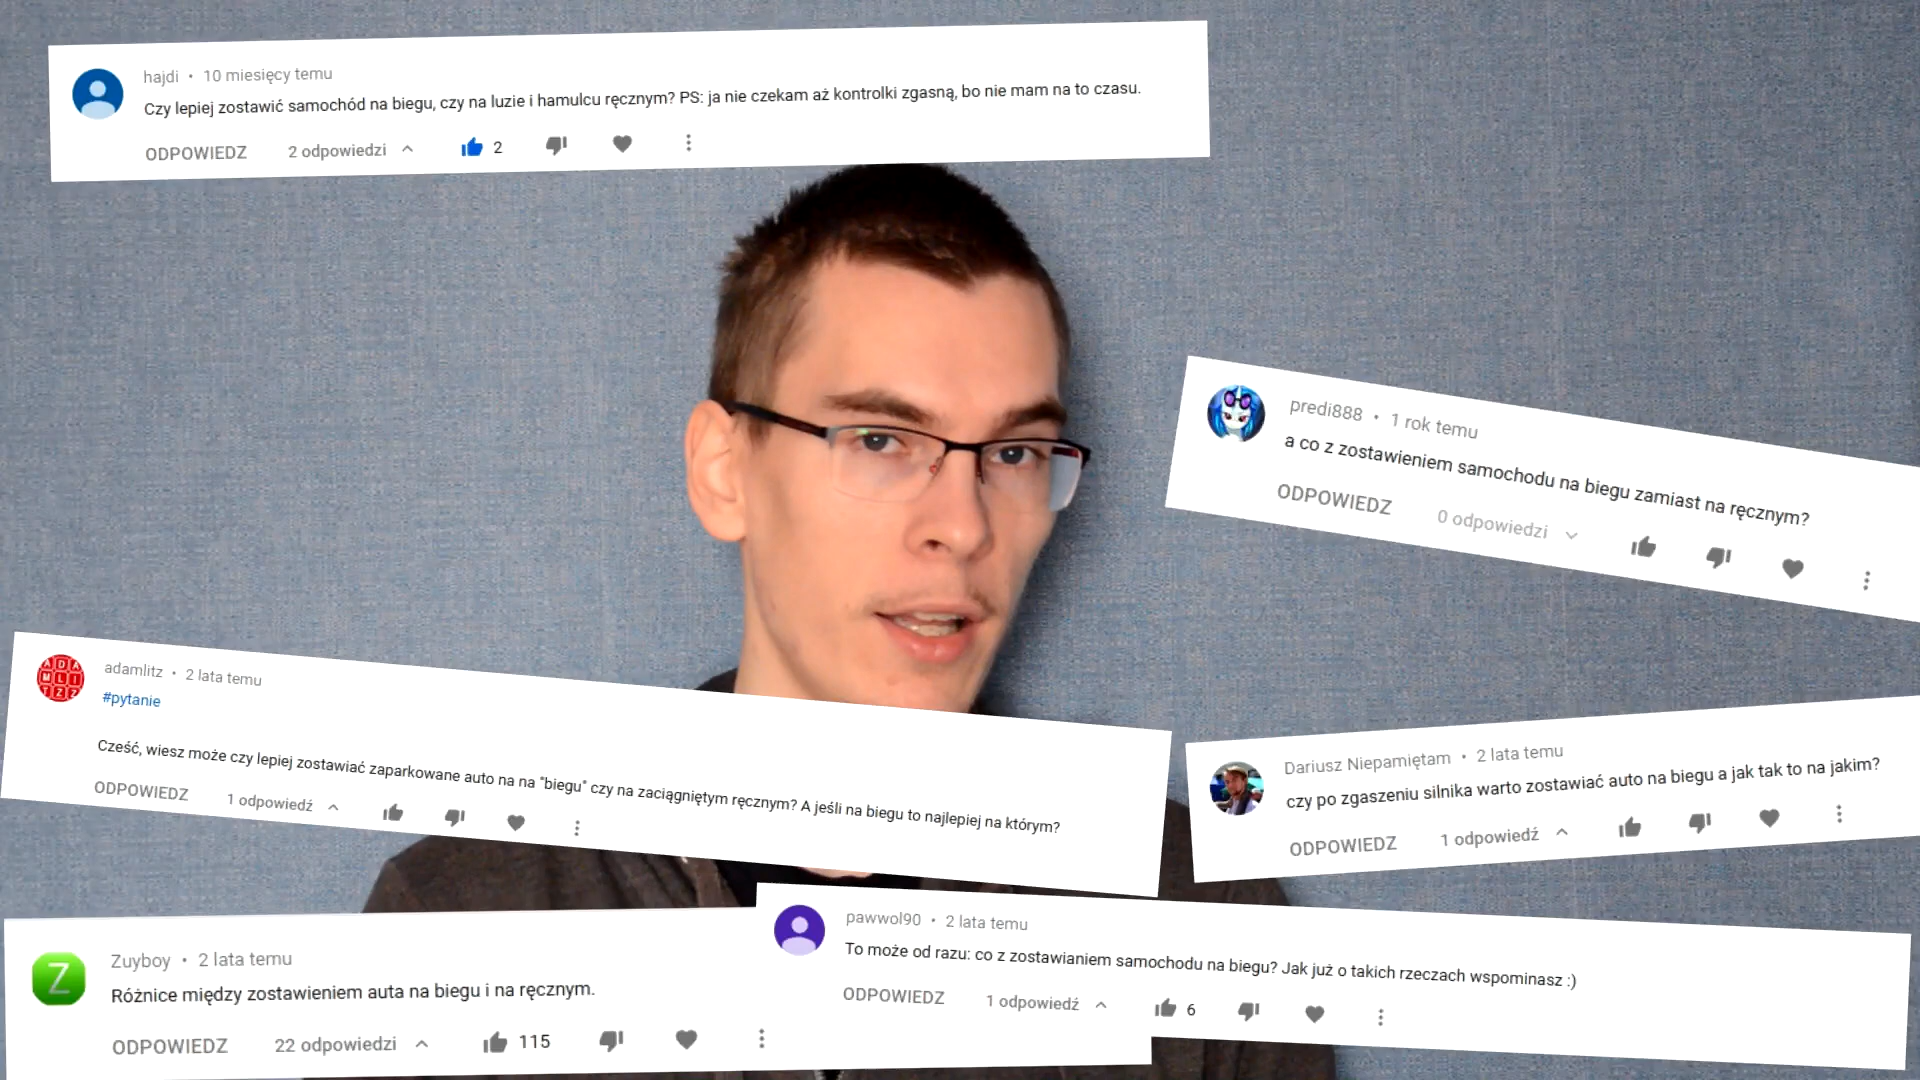 hajdi • 10 miesięcy temu
Czy lepiej zostawić samochód na biegu, czy na luzie i hamulcu ręcznym? PS: ja nie czekam aż kontrolki zgasną, bo nie mam na to czasu.
ODPOWIEDZ 2 odpowiedzi 2
predi888 • 1 rok temu
a co z zostawieniem samochodu na biegu zamiast na ręcznym?
ODPOWIEDZ 0 odpowiedzi
ADA
MLI
TZZ
adamlitz • 2 lata temu
#pytanie
Cześć, wiesz może czy lepiej zostawiać zaparkowane auto na na "biegu" czy na zaciągniętym ręcznym? A jeśli na biegu to najlepiej na którym?
ODPOWIEDZ 1 odpowiedź
Dariusz Niepamiętam • 2 lata temu
czy po zgaszeniu silnika warto zostawiać auto na biegu a jak tak to na jakim?
ODPOWIEDZ 1 odpowiedź
Z
Zuyboy • 2 lata temu
Różnice między zostawieniem auta na biegu i na ręcznym.
ODPOWIEDZ 22 odpowiedzi 115
pawwol90 • 2 lata temu
To może od razu: co z zostawianiem samochodu na biegu? Jak już o takich rzeczach wspominasz :)
ODPOWIEDZ 1 odpowiedź 6